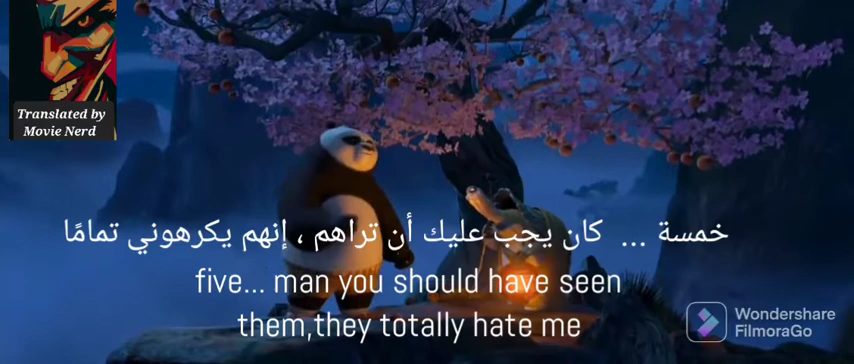 Translated by
Movie Nerd
خمسة ... كان يجب عليك أن تراهم ، إنهم يكرهوني تمامًا
five... man you should have seen
them,they totally hate me
Wondershare
FilmoraGo